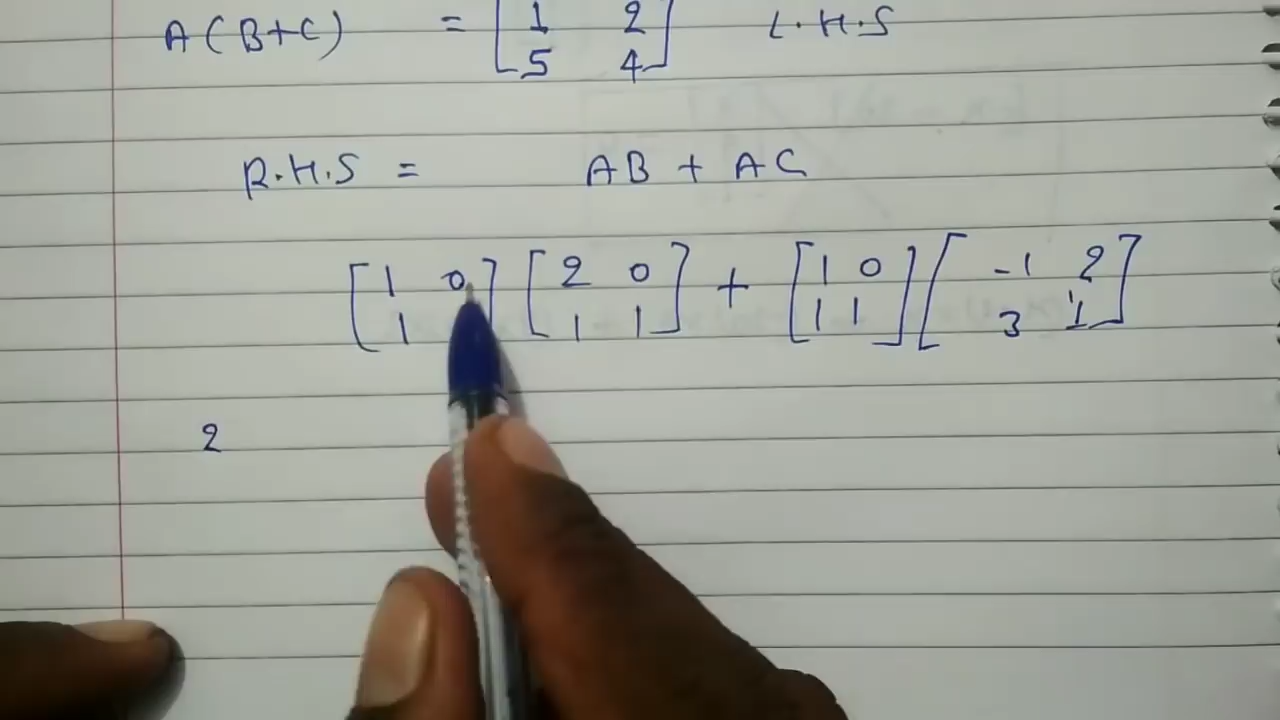 A(B+C) = [1 2 L.H.S
5 4]
R.H.S = AB + AC
[1 0] [2 0] + [1 0] [-1 2]
1 1 1 1 1 3 1
2